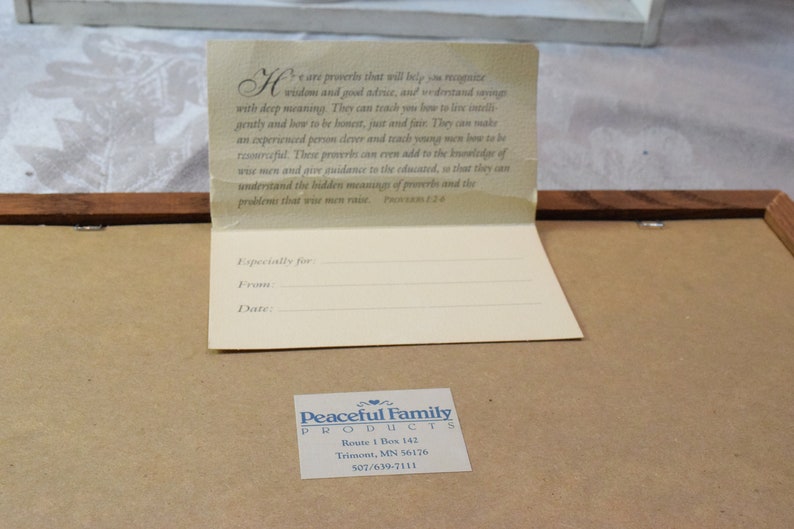 Here are proverbs that will help you recognize
wisdom and good advice, and understand sayings
with deep meaning. They can teach you how to live intelli-
gently and how to be honest, just and fair. They can make
an experienced person clever and teach young men how to be
resourceful. These proverbs can even add to the knowledge of
wise men and give guidance to the educated, so that they can
understand the hidden meanings of proverbs and the
problems that wise men raise. PROVERBS 1:2-6
Especially for:
From:
Date:
Peaceful Family
PRODUCTS
Route 1 Box 142
Trimont, MN 56176
507/639-7111